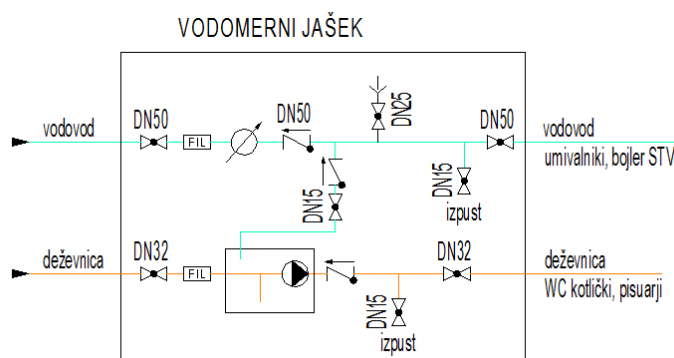 VODOMERNI JAŠEK
vodovod
DN50
FIL
DN50
DN25
DN50
vodovod
umivalniki, bojler STV
DN15
DN15
izpust
deževnica
DN32
FIL
DN32
deževnica
WC kotlički, pisuarji
DN15
izpust